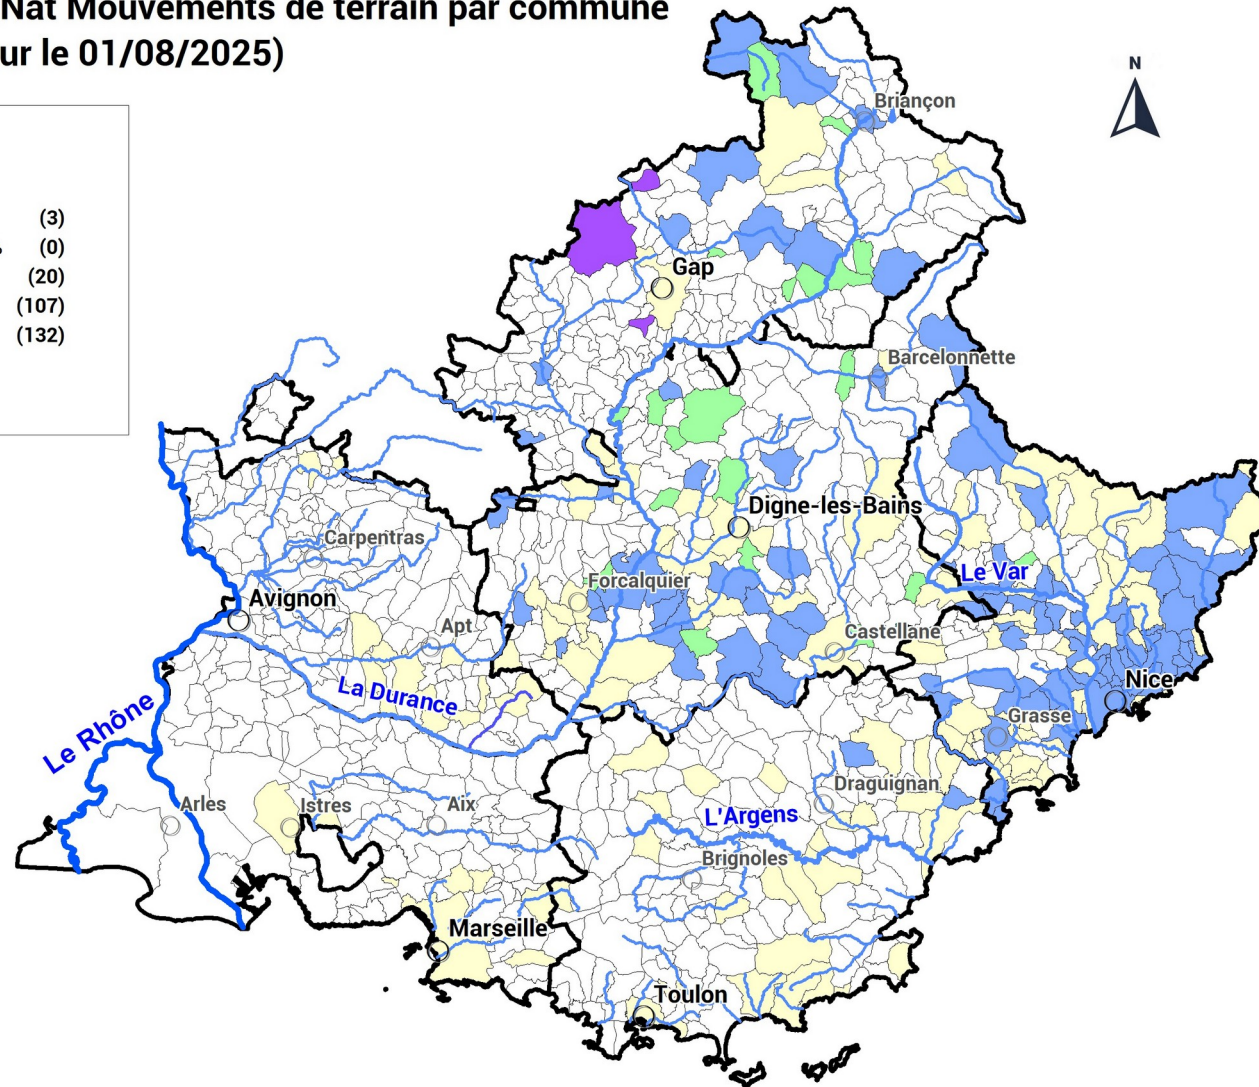 Nat Mouvements de terrain par commune
ur le 01/08/2025)
N
(3)
(0)
(20)
(107)
(132)
Briançon
Gap
Barcelonnette
Digne-les-Bains
Carpentras
Le Var
Forcalquier
Avignon
Apt
Castellane
Nice
La Durance
Le Rhône
Grasse
Draguignan
Arles
Istres
Aix
L'Argens
Brignoles
Marseille
Toulon